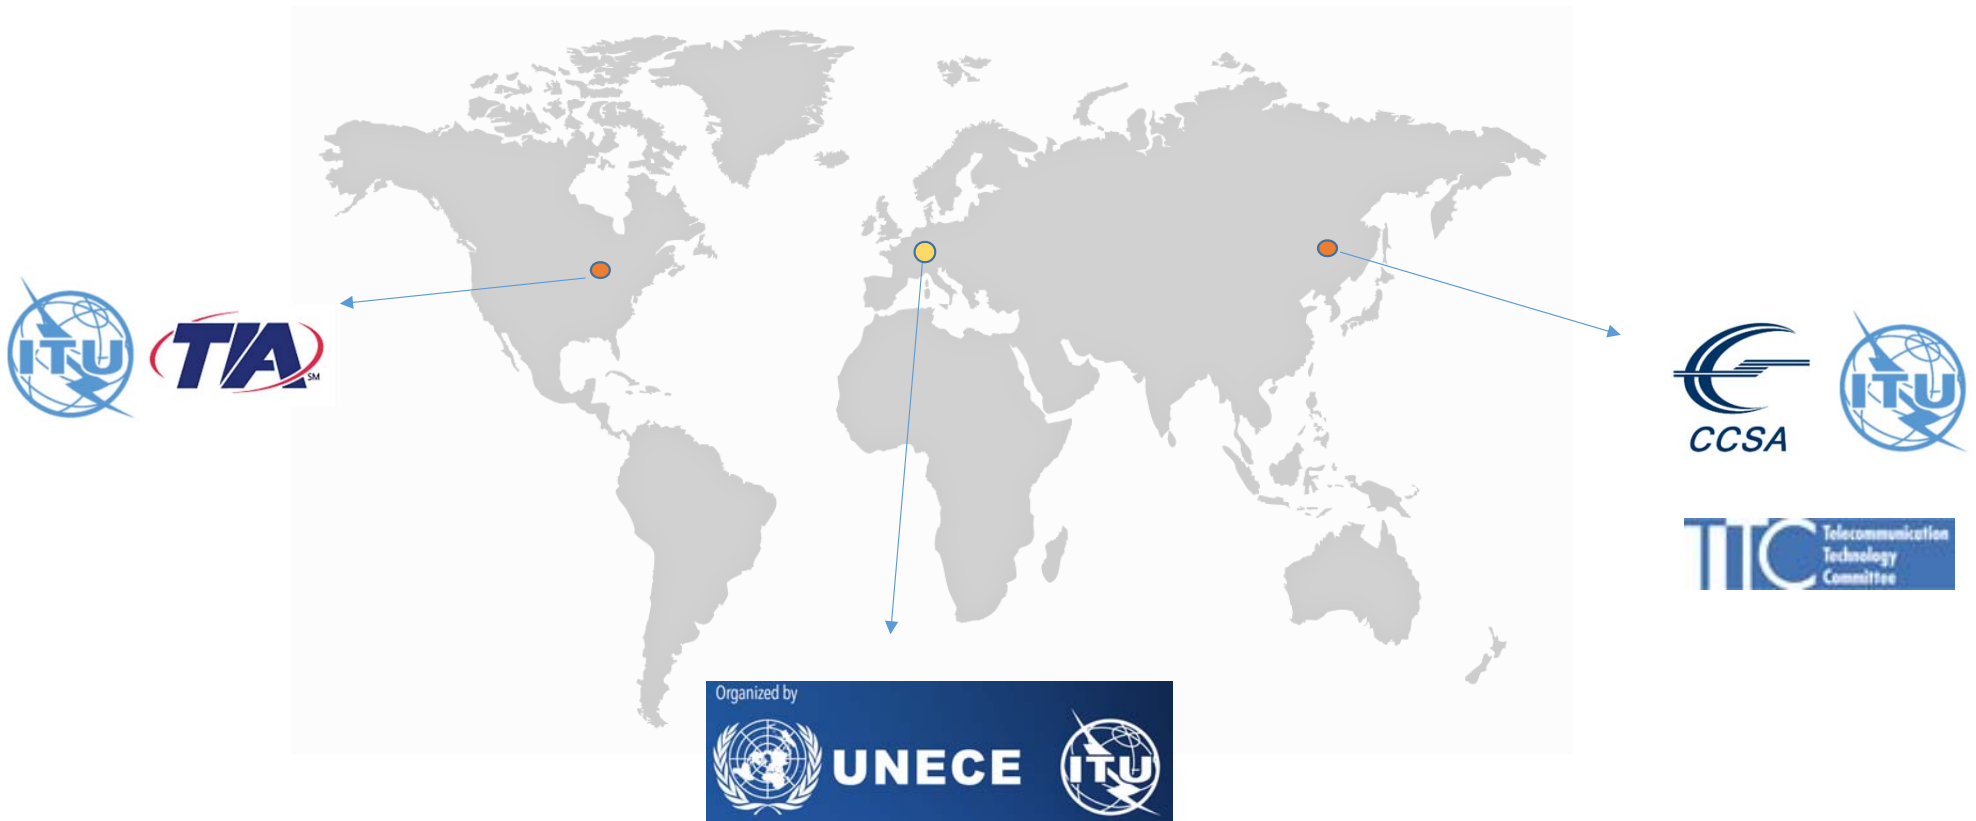 ITU
TIA
SM
CCSA
ITU
TTC
Telecommunication
Technology
Committee
Organized by
UNECE
ITU